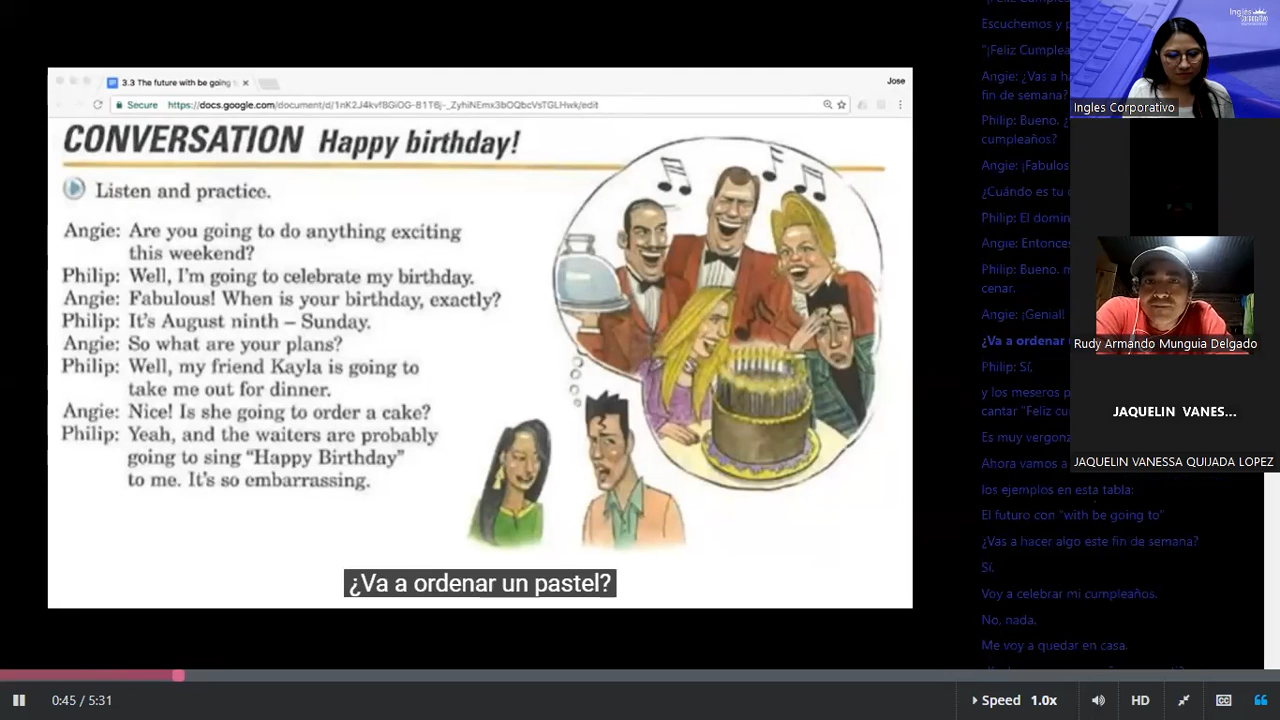 3.3 The future with be going
Jose
Secure
https://docs.google.com/document/d/1nK2J4kvfBGiOG-81T6j-_ZyhiNEmx3bOQbcVsTGLHwk/edit
CONVERSATION Happy birthday!
Listen and practice.
Angie: Are you going to do anything exciting
this weekend?
Philip: Well, I'm going to celebrate my birthday.
Angie: Fabulous! When is your birthday, exactly?
Philip: It's August ninth – Sunday.
Angie: So what are your plans?
Philip: Well, my friend Kayla is going to
take me out for dinner.
Angie: Nice! Is she going to order a cake?
Philip: Yeah, and the waiters are probably
going to sing “Happy Birthday”
to me. It's so embarrassing.
¿Va a ordenar un pastel?
0:45 / 5:31
Speed 1.0x
HD
Escuchemos y
"¡Feliz Cumplea
Angie: ¿Vas a
fin de semana?
Philip: Bueno. ¿
cumpleaños?
Angie: ¡Fabulos
¿Cuándo es tu
Philip: El domin
Angie: Entonces
Philip: Bueno. m
cenar.
Angie: ¡Genial!
¿Va a ordenar
Philip: Sí,
y los meseros p
cantar "Feliz cu
Es muy vergonz
Ahora vamos a
los ejemplos en esta tabla:
El futuro con "with be going to"
¿Vas a hacer algo este fin de semana?
Sí.
Voy a celebrar mi cumpleaños.
No, nada.
Me voy a quedar en casa.
Ingles
Ingles Corporativo
Rudy Armando Munguia Delgado
JAQUELIN VANES...
JAQUELIN VANESSA QUIJADA LOPEZ